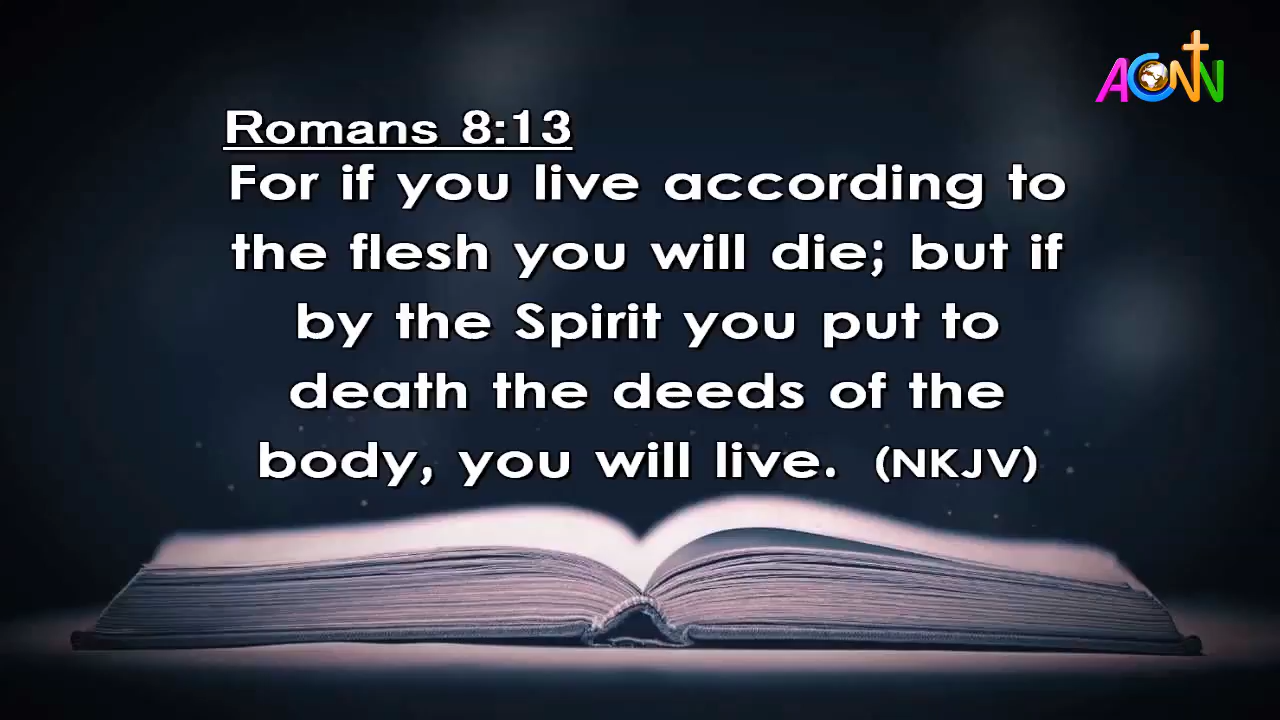 ACNN
Romans 8:13
For if you live according to
the flesh you will die; but if
by the Spirit you put to
death the deeds of the
body, you will live. (NKJV)